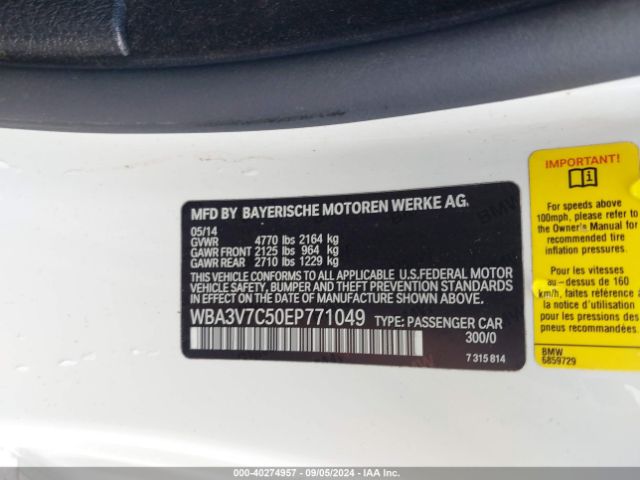 MFD BY BAYERISCHE MOTOREN WERKE AG.
05/14
GVWR 4770 lbs 2164 kg
GAWR FRONT 2125 lbs 964 kg
GAWR REAR 2710 lbs 1229 kg
THIS VEHICLE CONFORMS TO ALL APPLICABLE U.S.FEDERAL MOTOR
VEHICLE SAFETY, BUMPER AND THEFT PREVENTION STANDARDS
IN EFFECT ON THE DATE OF MANUFACTURE SHOWN ABOVE.
WBA3V7C50EP771049 TYPE: PASSENGER CAR
300/0
7 315 814
IMPORTANT!
For speeds above
100mph, please refer to
the Owner's Manual for
recommended tire
inflation pressures.
Pour les vitesses
au-dessus de 160
km/h, faites référence à
la notice d'utilisation
pour les pressions des
pneus recommandées.
BMW
6859729
000-40274957 - 09/05/2024 - IAA Inc.